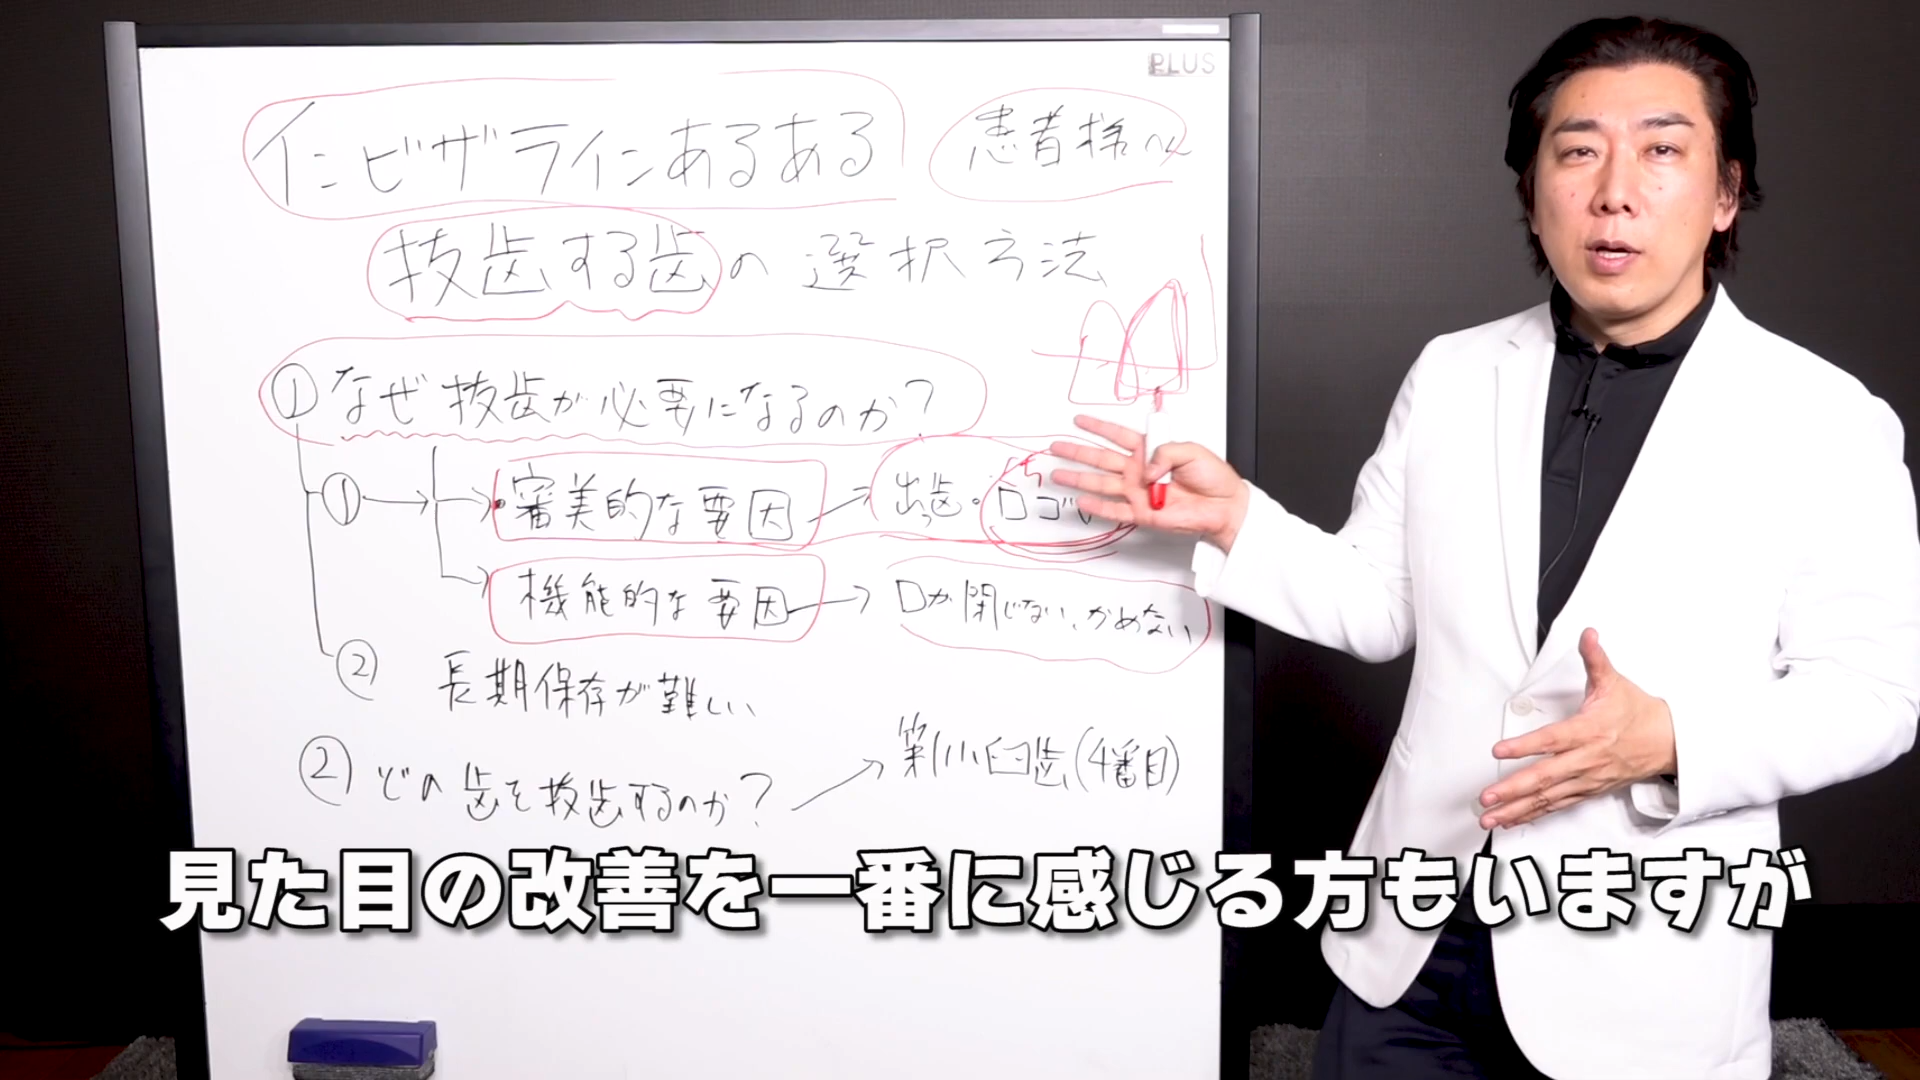 PLUS
インビザラインあるある 患者様へ
抜歯する歯の選択方法
① なぜ抜歯が必要になるのか?
① 審美的な要因 出っ歯・口ゴ
機能的な要因 口が閉じない、かめない
② 長期保存が難しい
② どの歯を抜歯するのか? 第1小臼歯(4番目)
見た目の改善を一番に感じる方もいますが